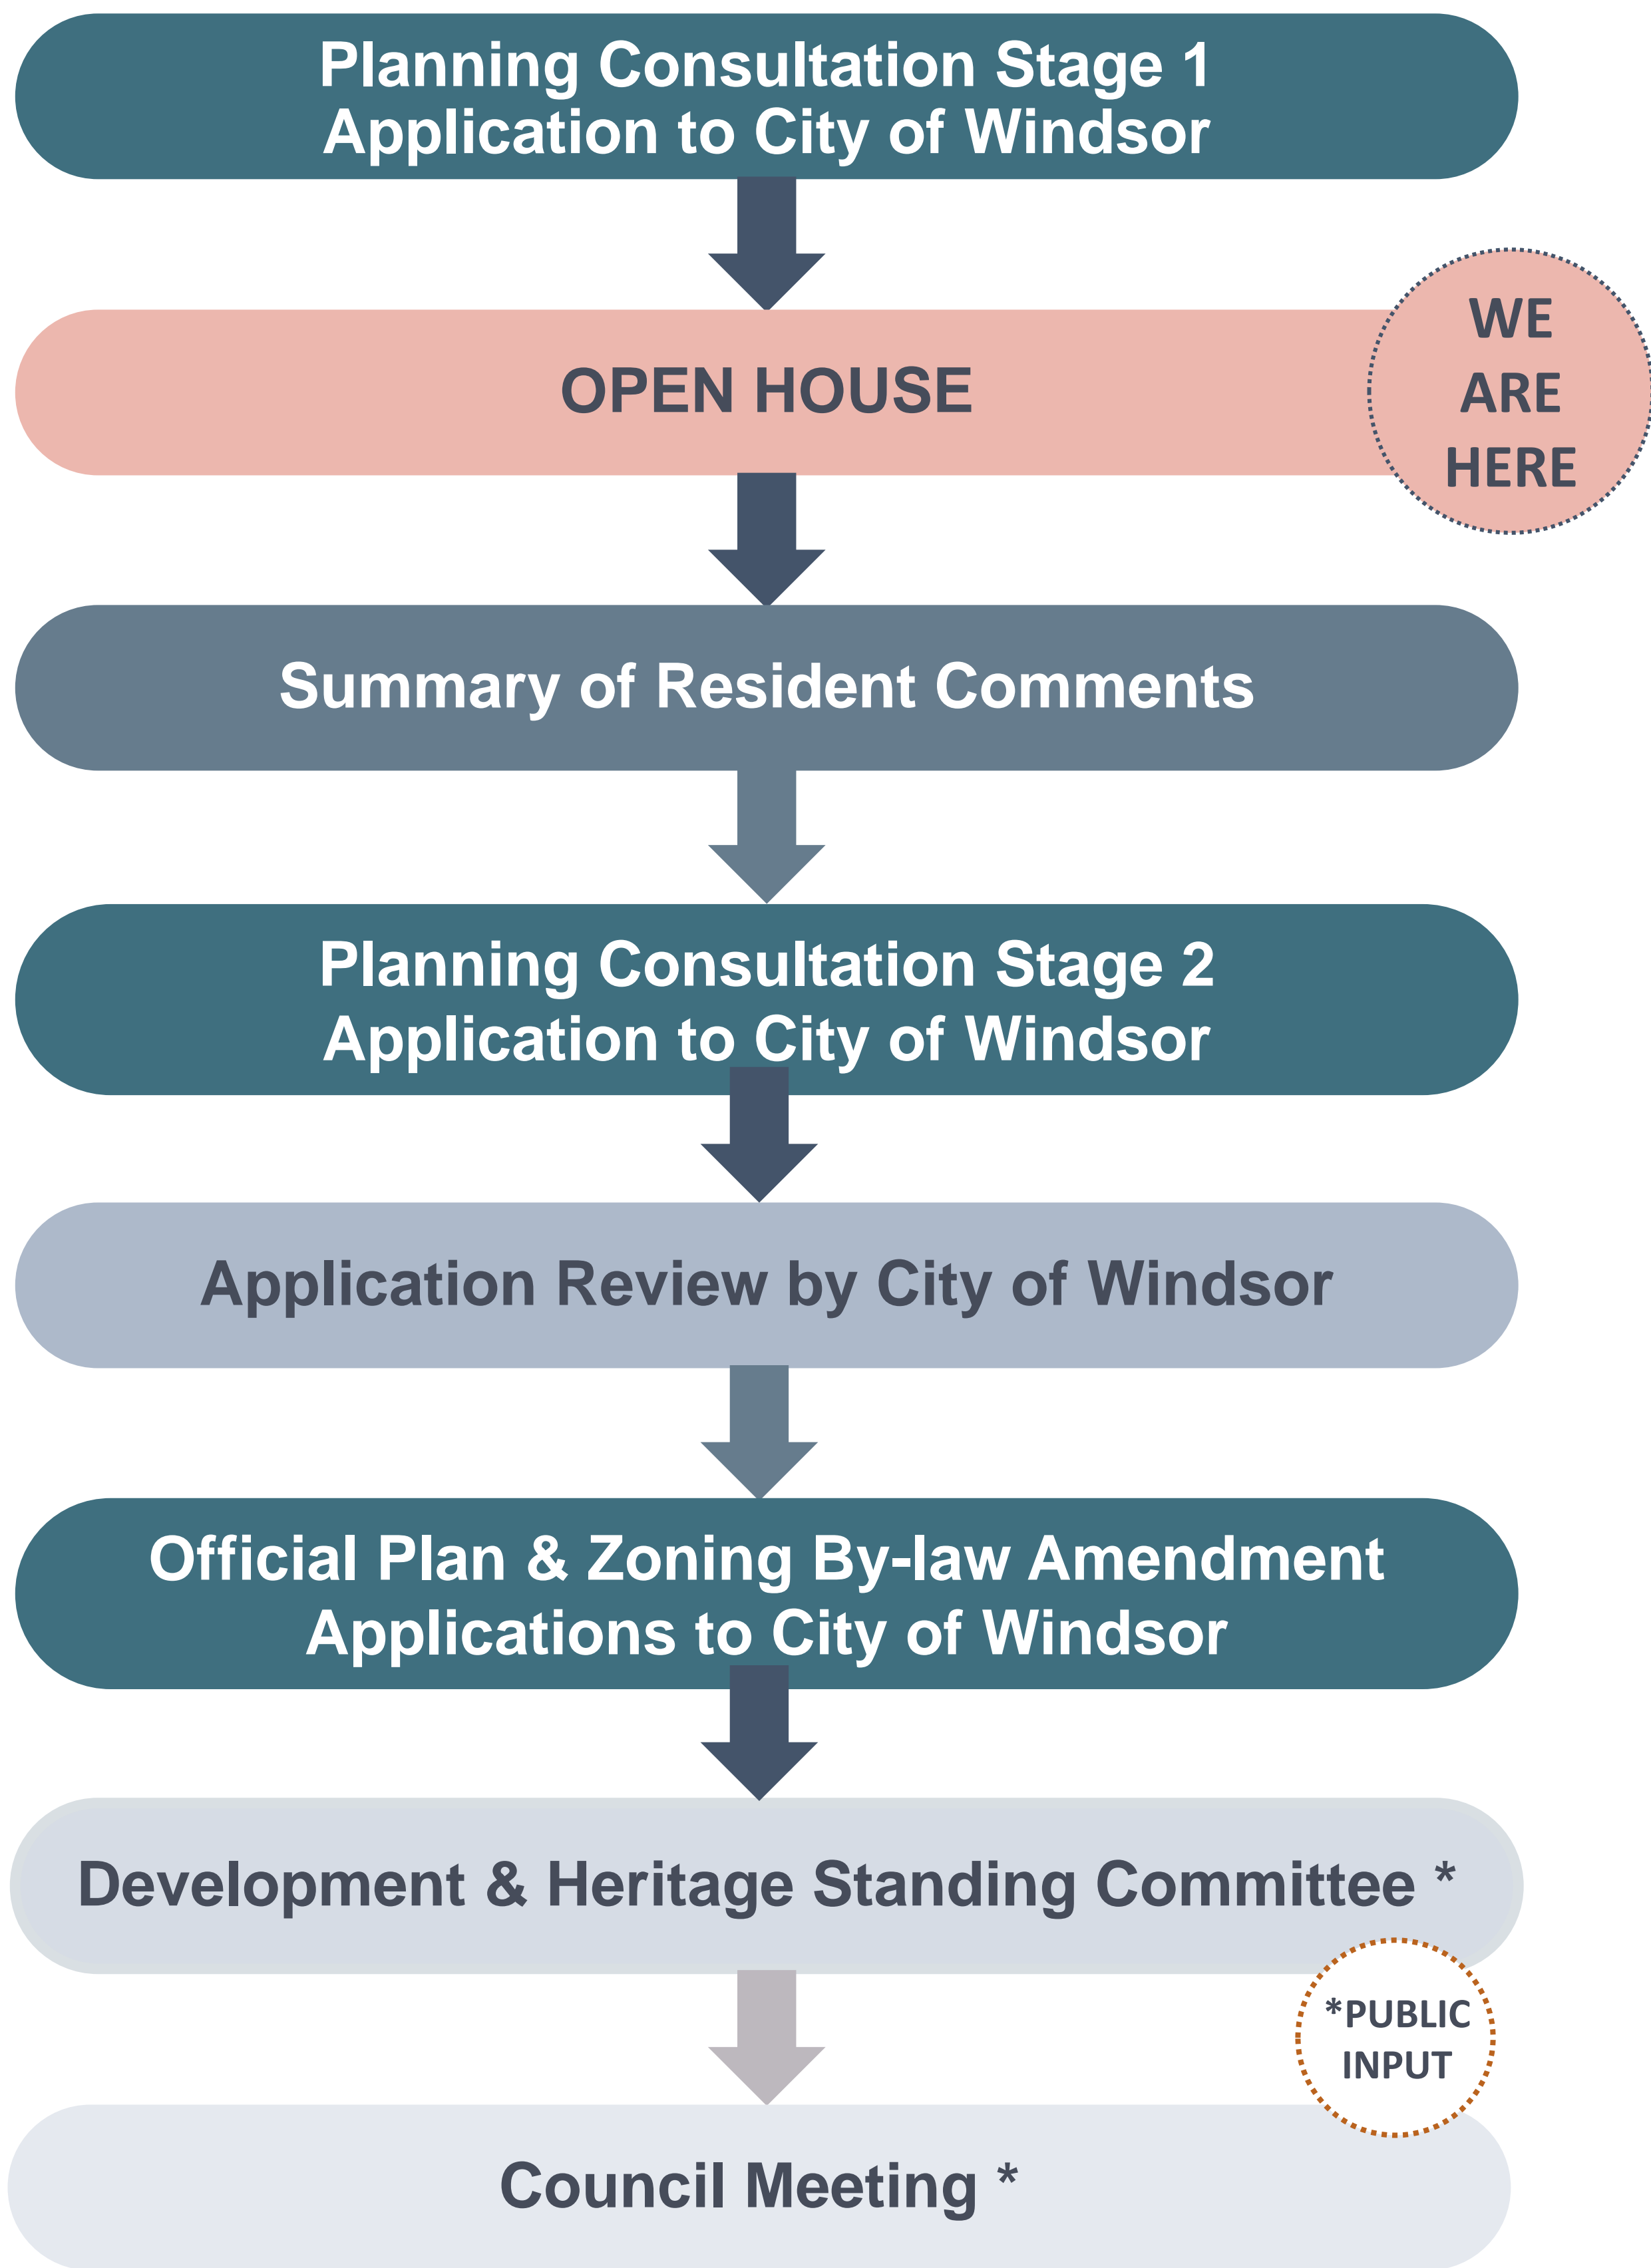 Planning Consultation Stage 1
Application to City of Windsor
OPEN HOUSE
WE
ARE
HERE
Summary of Resident Comments
Planning Consultation Stage 2
Application to City of Windsor
Application Review by City of Windsor
Official Plan & Zoning By-law Amendment
Applications to City of Windsor
Development & Heritage Standing Committee *
*PUBLIC
INPUT
Council Meeting *